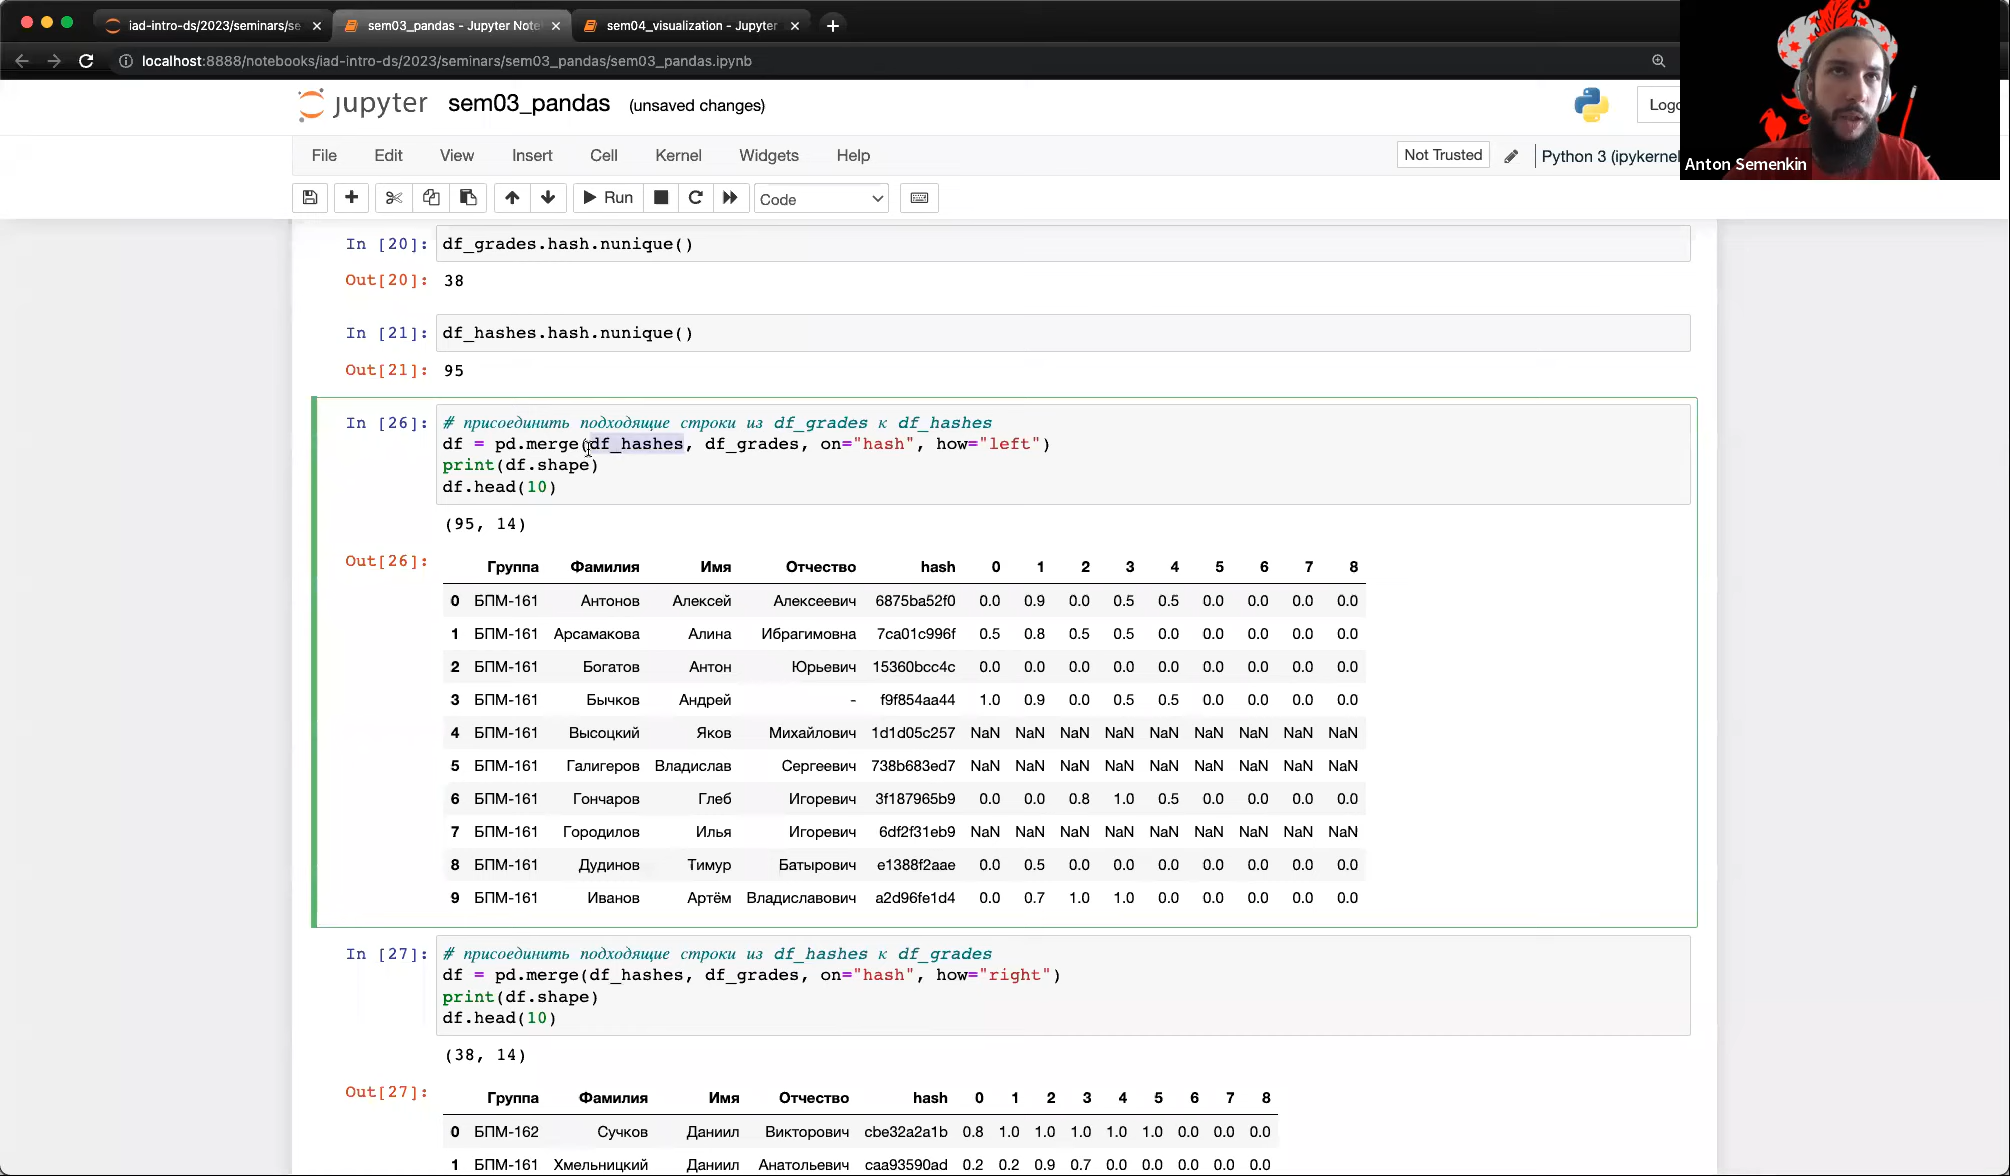 iad-intro-ds/2023/seminars/se
sem03_pandas - Jupyter Note
sem04_visualization - Jupyter
localhost:8888/notebooks/iad-intro-ds/2023/seminars/sem03_pandas/sem03_pandas.ipynb
jupyter sem03_pandas (unsaved changes)
Logo
File Edit View Insert Cell Kernel Widgets Help
Not Trusted
Python 3 (ipykernel
Anton Semenkin
Run
Code
In [20]: df_grades.hash.nunique()
Out[20]: 38
In [21]: df_hashes.hash.nunique()
Out[21]: 95
In [26]: # присоединить подходящие строки из df_grades к df_hashes
df = pd.merge(df_hashes, df_grades, on="hash", how="left")
print(df.shape)
df.head(10)
(95, 14)
Out[26]:
Группа Фамилия Имя Отчество hash 0 1 2 3 4 5 6 7 8
0 БПМ-161 Антонов Алексей Алексеевич 6875ba52f0 0.0 0.9 0.0 0.5 0.5 0.0 0.0 0.0 0.0
1 БПМ-161 Арсамакова Алина Ибрагимовна 7ca01c996f 0.5 0.8 0.5 0.5 0.0 0.0 0.0 0.0 0.0
2 БПМ-161 Богатов Антон Юрьевич 15360bcc4c 0.0 0.0 0.0 0.0 0.0 0.0 0.0 0.0 0.0
3 БПМ-161 Бычков Андрей - f9f854aa44 1.0 0.9 0.0 0.5 0.5 0.0 0.0 0.0 0.0
4 БПМ-161 Высоцкий Яков Михайлович 1d1d05c257 NaN NaN NaN NaN NaN NaN NaN NaN NaN
5 БПМ-161 Галигеров Владислав Сергеевич 738b683ed7 NaN NaN NaN NaN NaN NaN NaN NaN NaN
6 БПМ-161 Гончаров Глеб Игоревич 3f187965b9 0.0 0.0 0.8 1.0 0.5 0.0 0.0 0.0 0.0
7 БПМ-161 Городилов Илья Игоревич 6df2f31eb9 NaN NaN NaN NaN NaN NaN NaN NaN NaN
8 БПМ-161 Дудинов Тимур Батырович e1388f2aae 0.0 0.5 0.0 0.0 0.0 0.0 0.0 0.0 0.0
9 БПМ-161 Иванов Артём Владиславович a2d96fe1d4 0.0 0.7 1.0 1.0 0.0 0.0 0.0 0.0 0.0
In [27]: # присоединить подходящие строки из df_hashes к df_grades
df = pd.merge(df_hashes, df_grades, on="hash", how="right")
print(df.shape)
df.head(10)
(38, 14)
Out[27]:
Группа Фамилия Имя Отчество hash 0 1 2 3 4 5 6 7 8
0 БПМ-162 Сучков Даниил Викторович cbe32a2a1b 0.8 1.0 1.0 1.0 1.0 1.0 0.0 0.0 0.0
1 БПМ-161 Хмельницкий Даниил Анатольевич caa93590ad 0.2 0.2 0.9 0.7 0.0 0.0 0.0 0.0 0.0